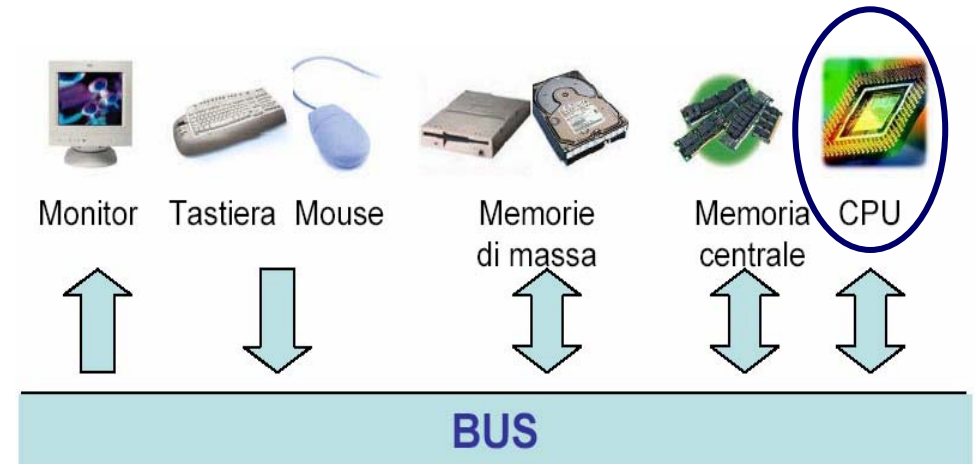 Monitor
Tastiera
Mouse
Memorie
di massa
Memoria
centrale
CPU
BUS